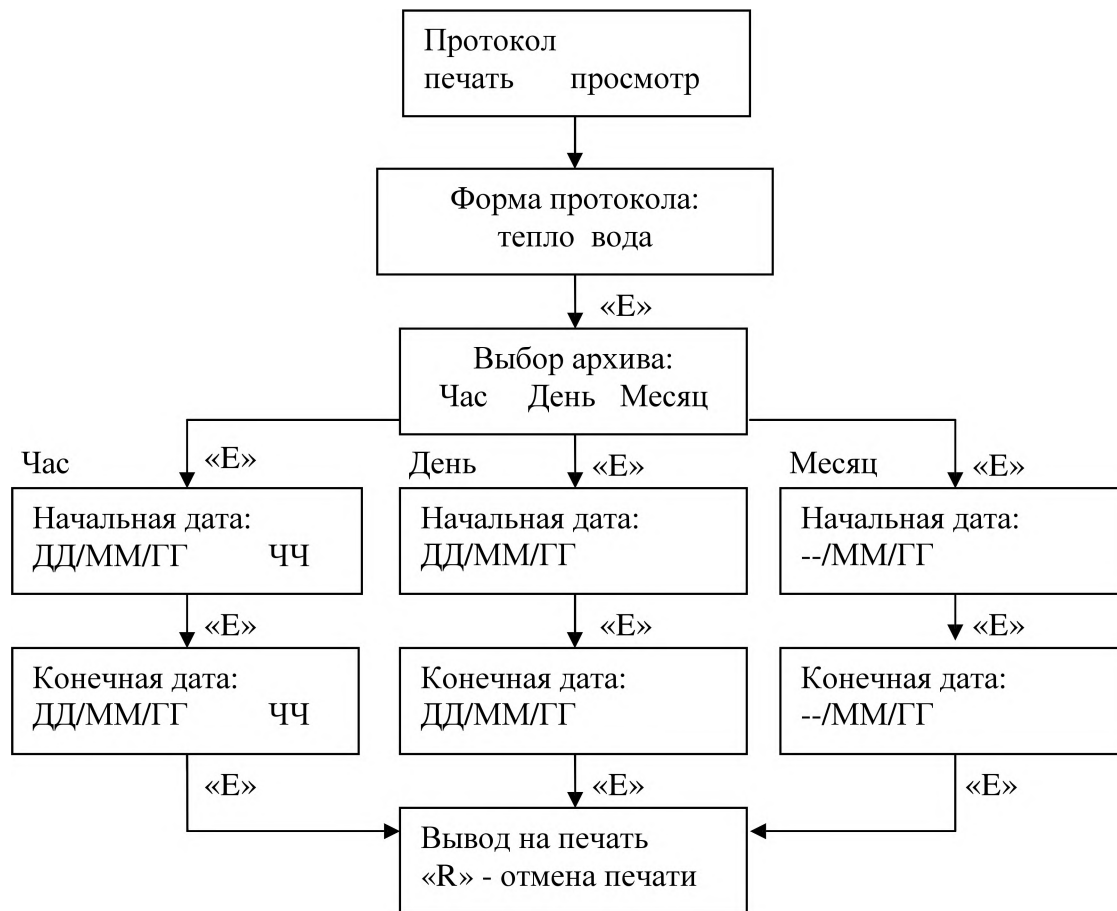 Протокол
печать просмотр
Форма протокола:
тепло вода
«Е»
Выбор архива:
Час День Месяц
Час «Е» День «Е» Месяц «Е»
Начальная дата:
ДД/ММ/ГГ ЧЧ
Начальная дата:
ДД/ММ/ГГ
Начальная дата:
--/ММ/ГГ
«Е» «Е» «Е»
Конечная дата:
ДД/ММ/ГГ ЧЧ
Конечная дата:
ДД/ММ/ГГ
Конечная дата:
--/ММ/ГГ
«Е» «Е» «Е»
Вывод на печать
«R» - отмена печати